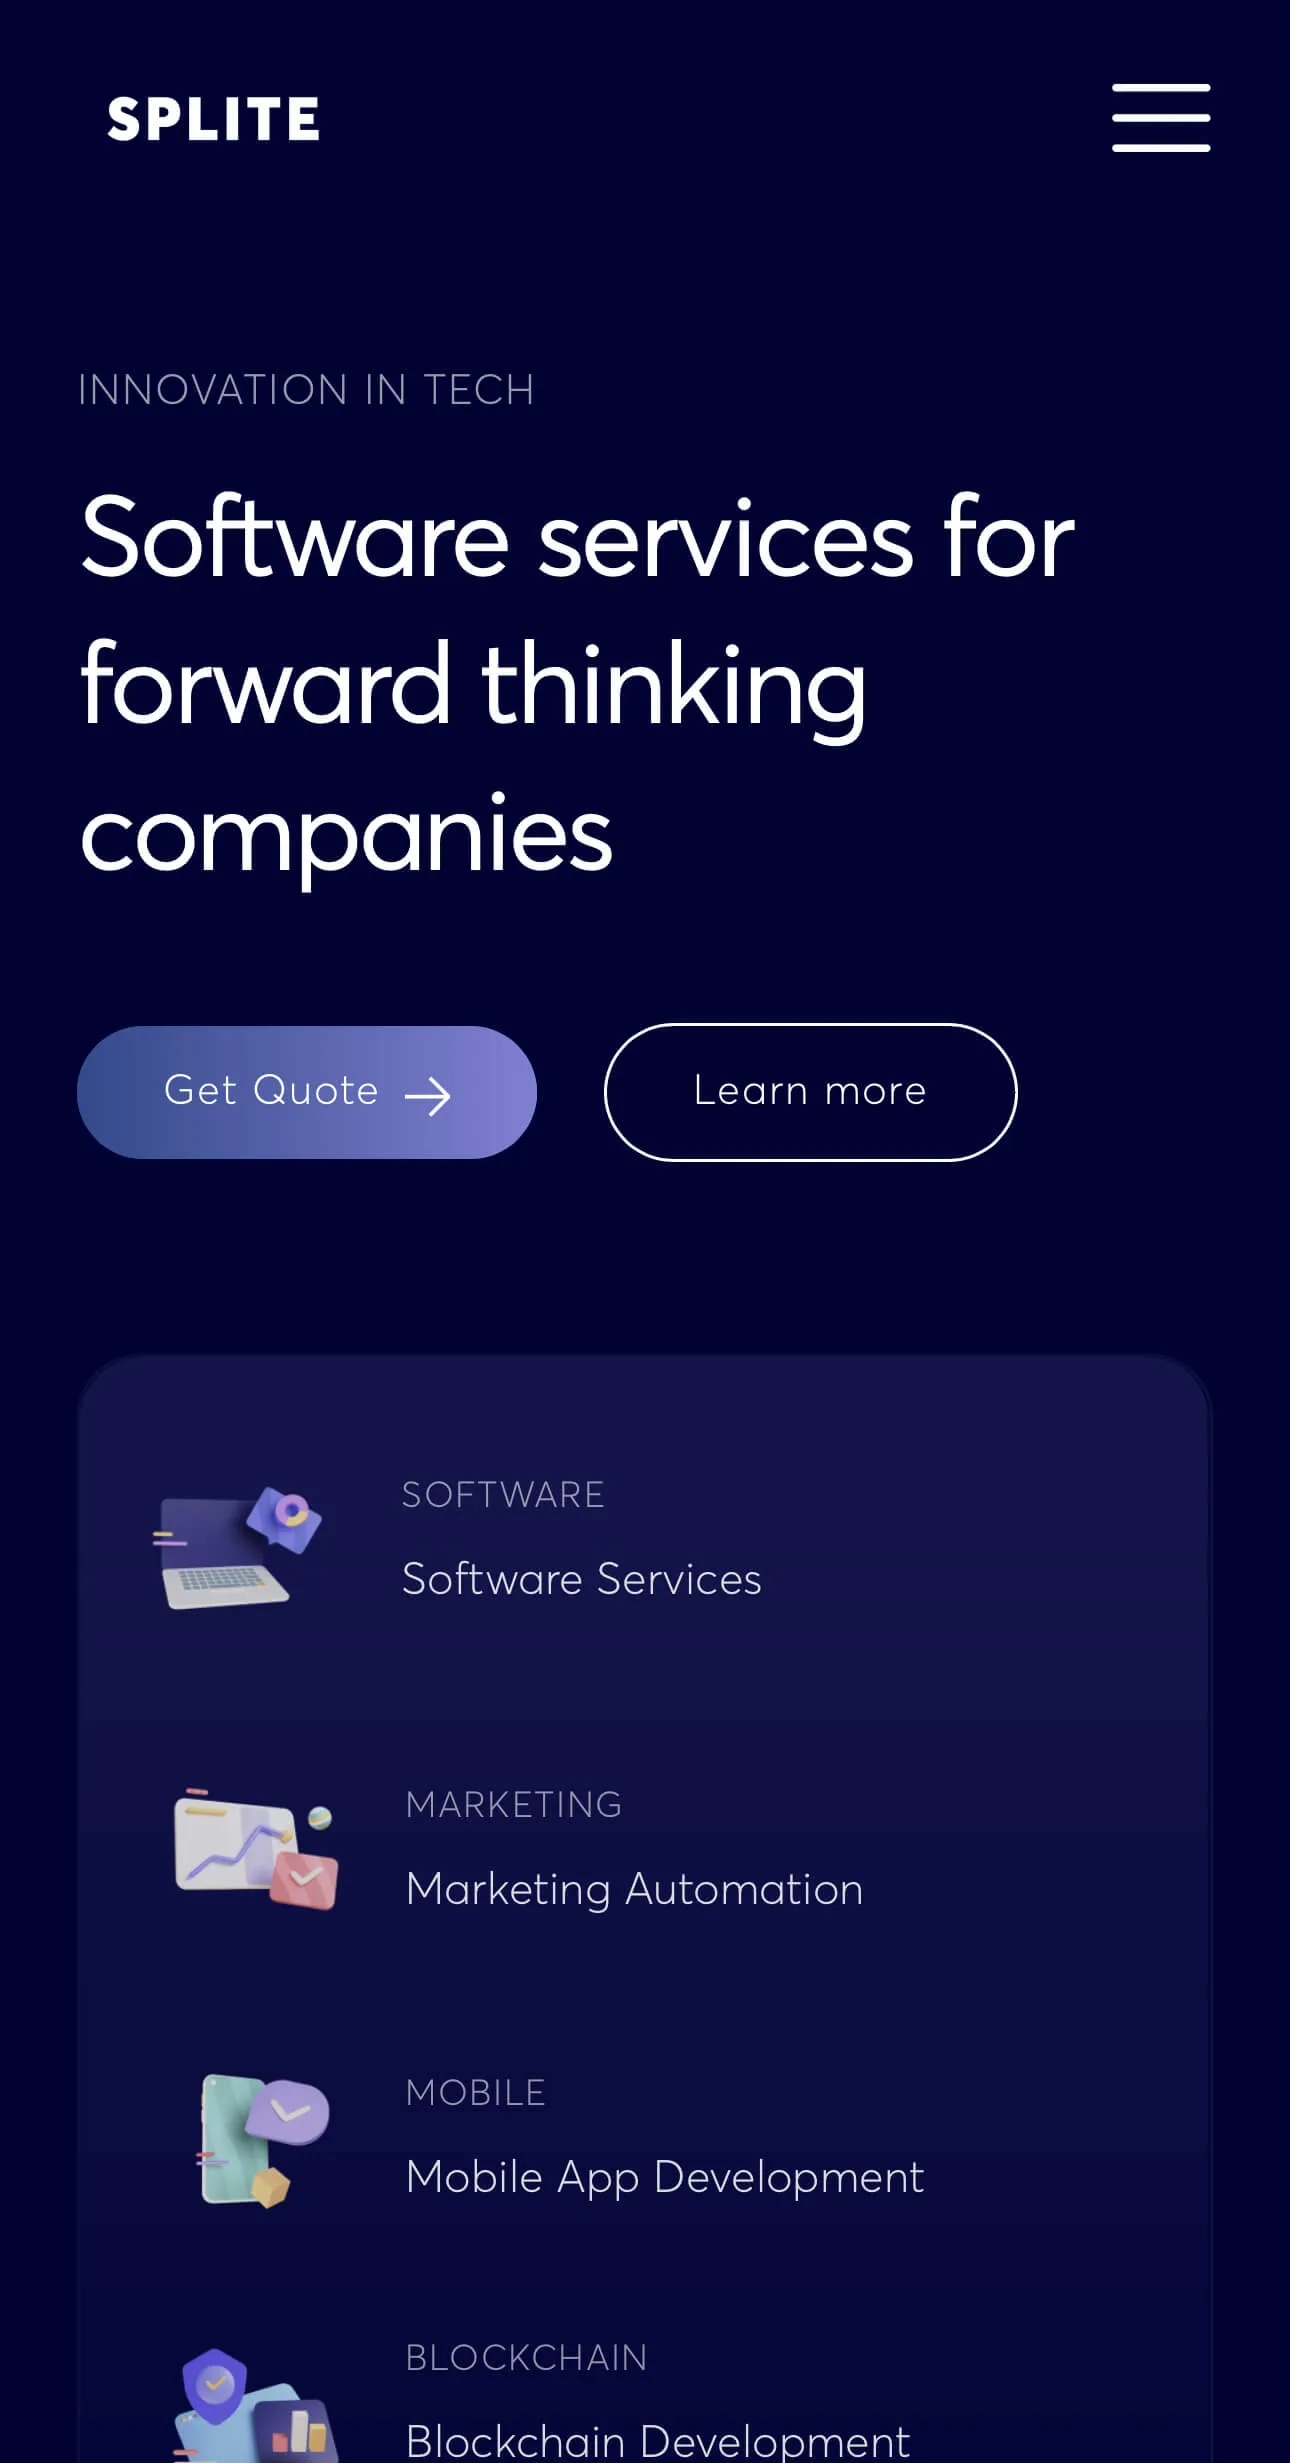 SPLITE
INNOVATION IN TECH
Software services for
forward thinking
companies
Get Quote
Learn more
SOFTWARE
Software Services
MARKETING
Marketing Automation
MOBILE
Mobile App Development
BLOCKCHAIN
Blockchain Development